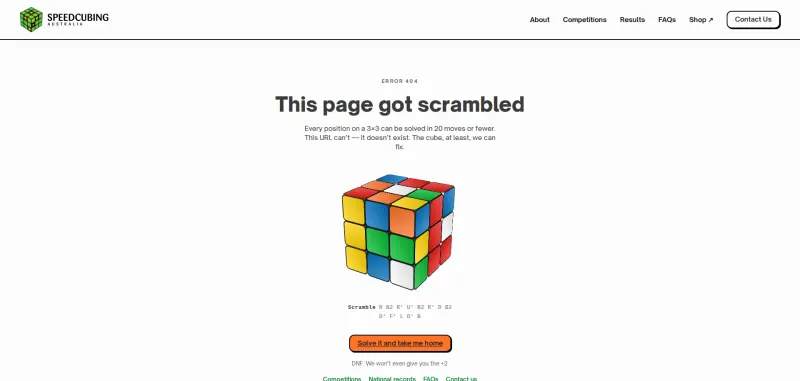 SPEEDCUBING
AUSTRALIA
About Competitions Results FAQs Shop ↗ Contact Us
ERROR 404
This page got scrambled
Every position on a 3×3 can be solved in 20 moves or fewer.
This URL can't — it doesn't exist. The cube, at least, we can
fix.
Scramble R B2 R' U' B2 R' D B2
D' F' L D' B
Solve it and take me home
DNF. We won't even give you the +2
Competitions National records FAQs Contact us